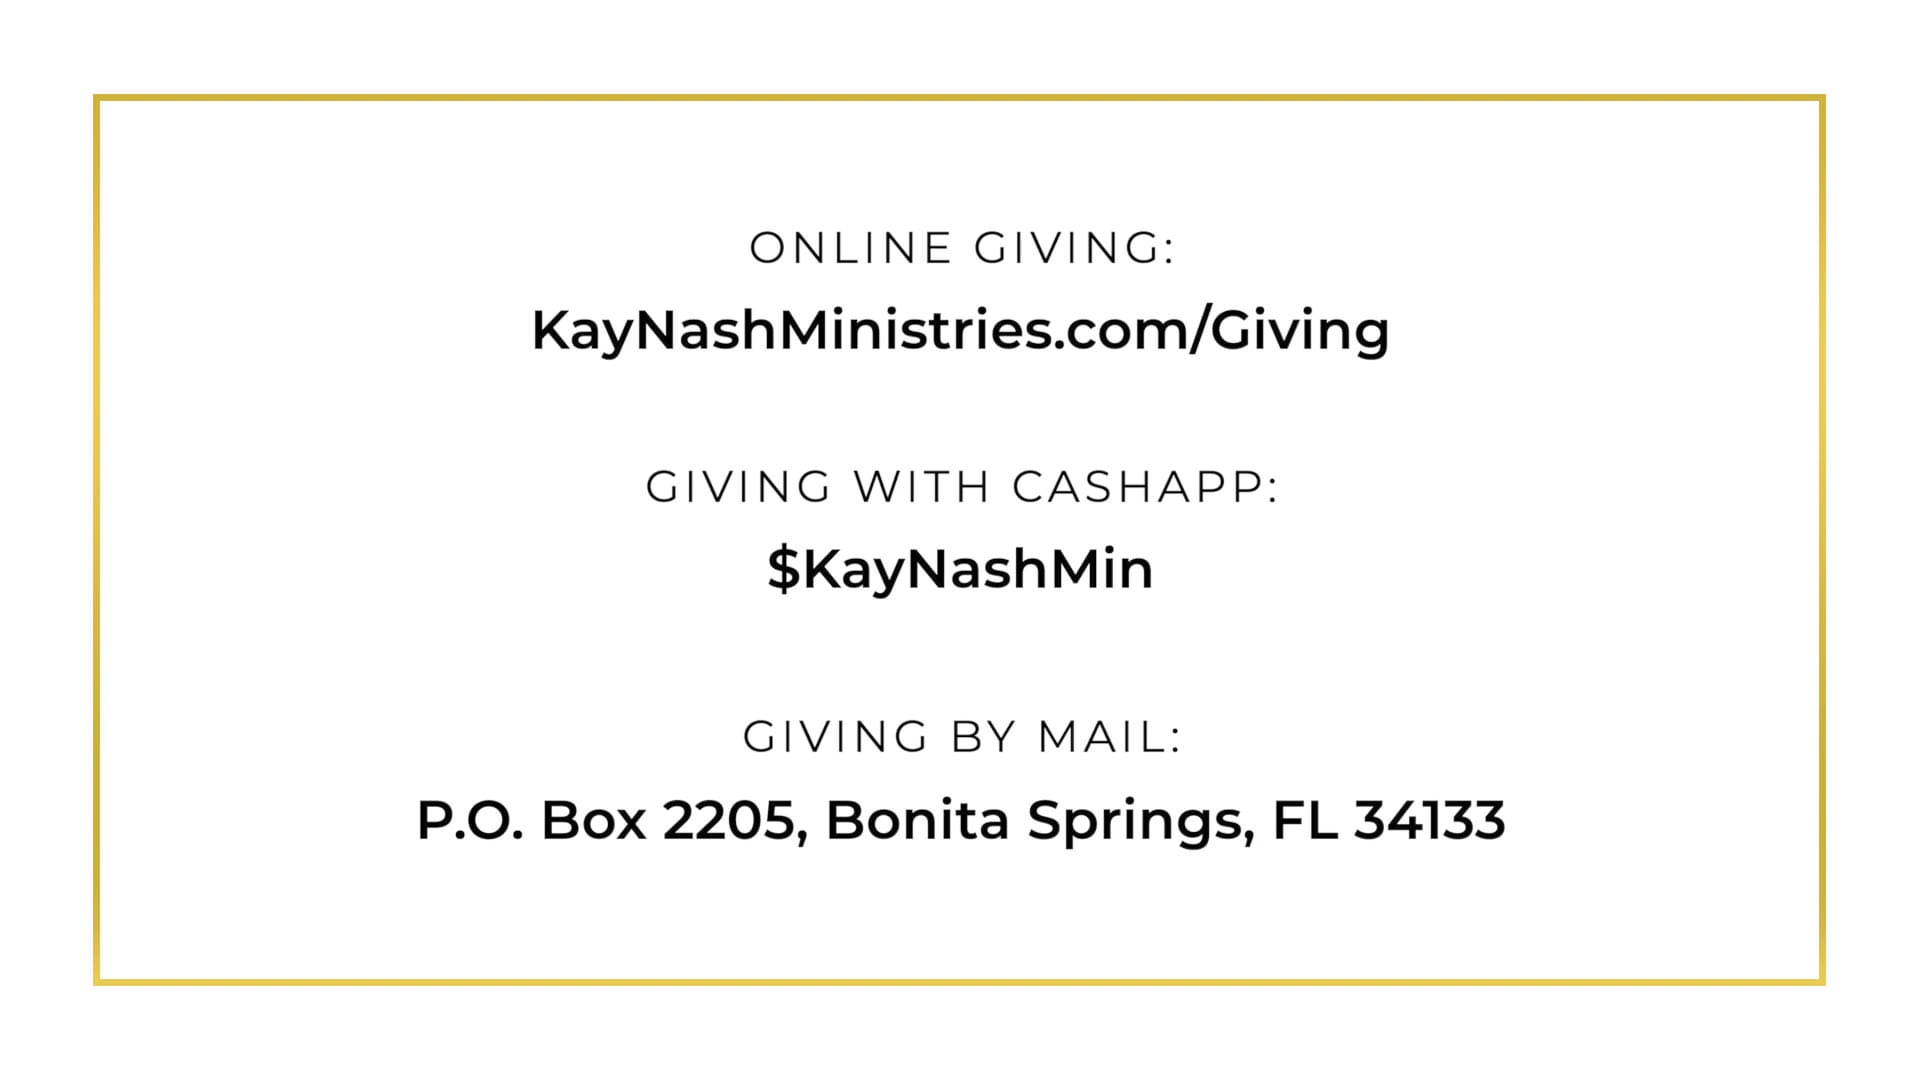 ONLINE GIVING:
KayNashMinistries.com/Giving
GIVING WITH CASHAPP:
$KayNashMin
GIVING BY MAIL:
P.O. Box 2205, Bonita Springs, FL 34133